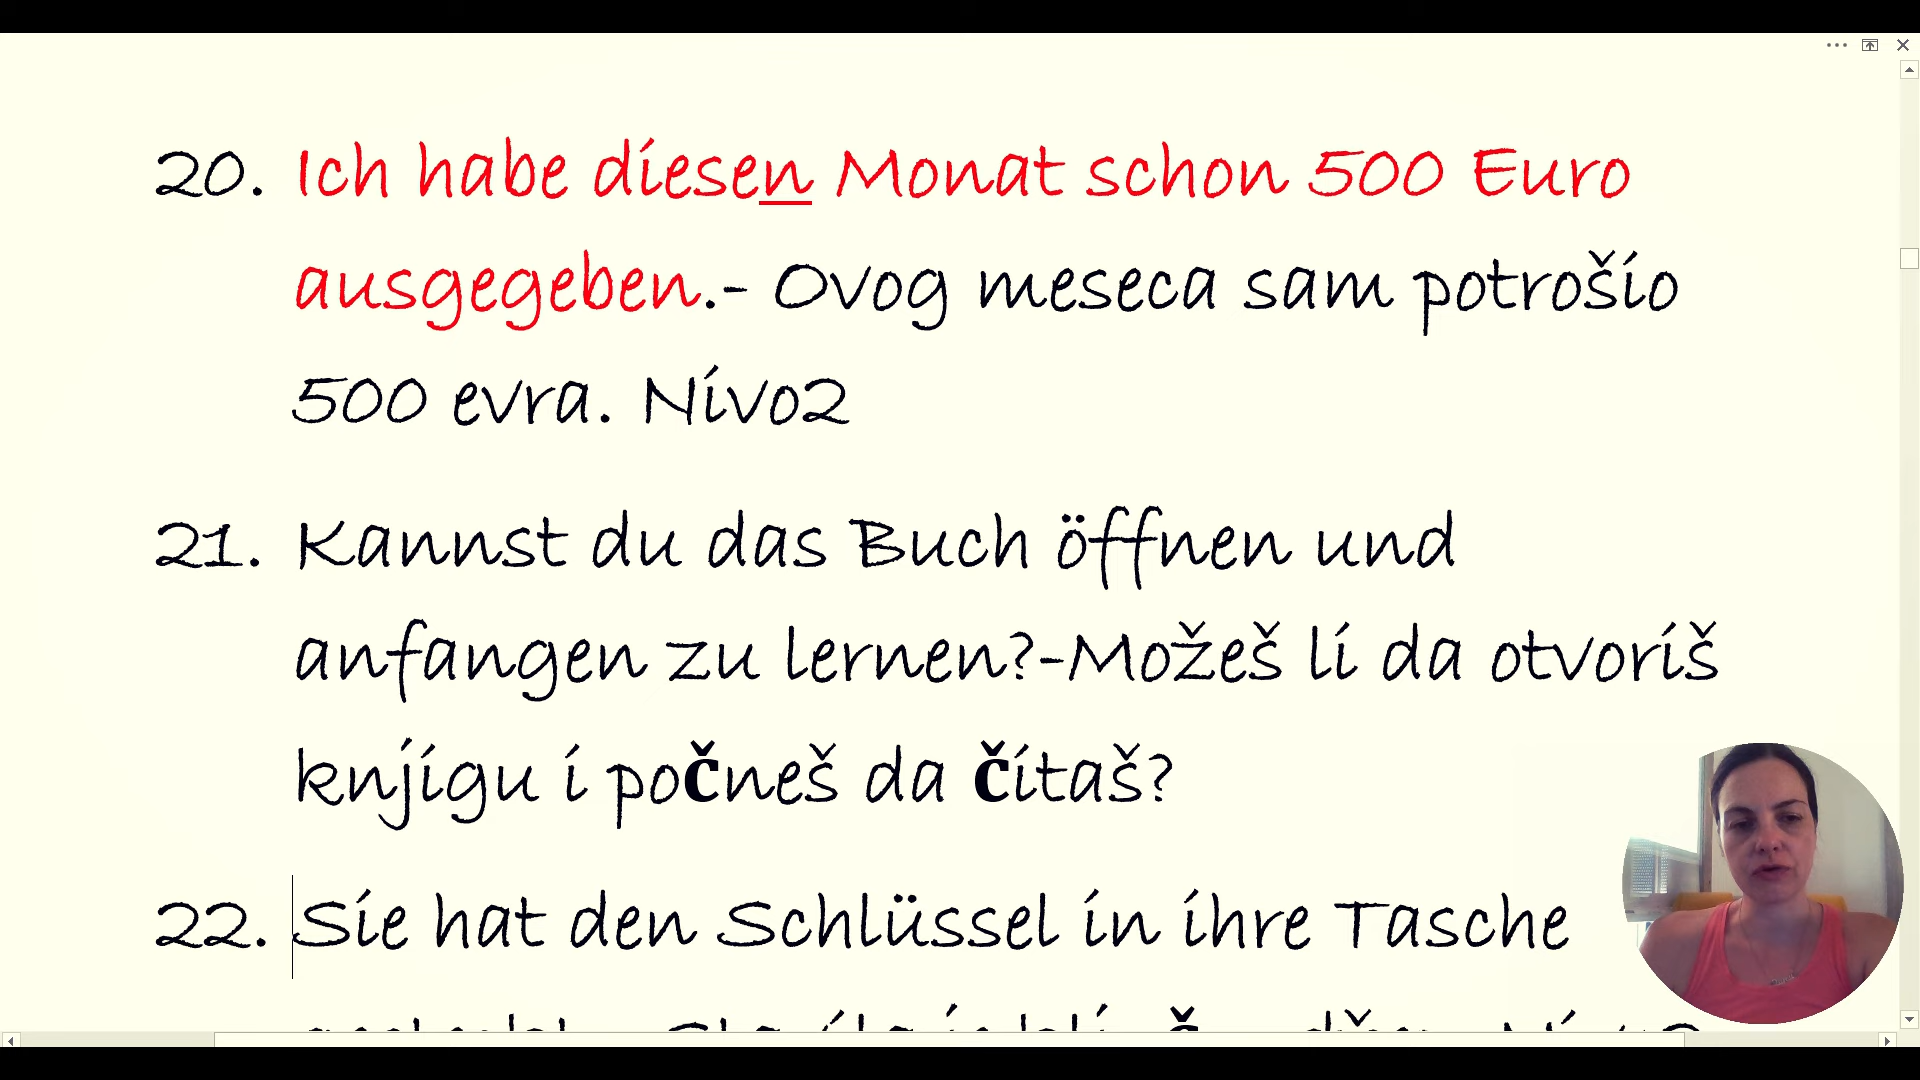 20. Ich habe diesen Monat schon 500 Euro
ausgegeben.- Ovog meseca sam potrošio
500 evra. Nivo2
21. Kannst du das Buch öffnen und
anfangen zu lernen?-Možeš li da otvoriš
knjigu i počneš da čitaš?
22. Sie hat den Schlüssel in ihre Tasche